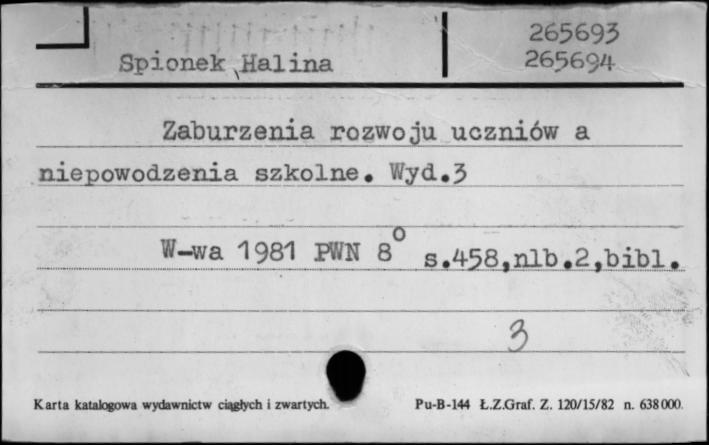 265693
Spionek Halina 265694
Zaburzenia rozwoju uczniów a
niepowodzenia szkolne. Wyd.3
W-wa 1981 PWN 8° s.458,nlb.2,bibl.
3
Karta katalogowa wydawnictw ciągłych i zwartych. Pu-B-144 Ł.Z.Graf. Z. 120/15/82 n. 638000.